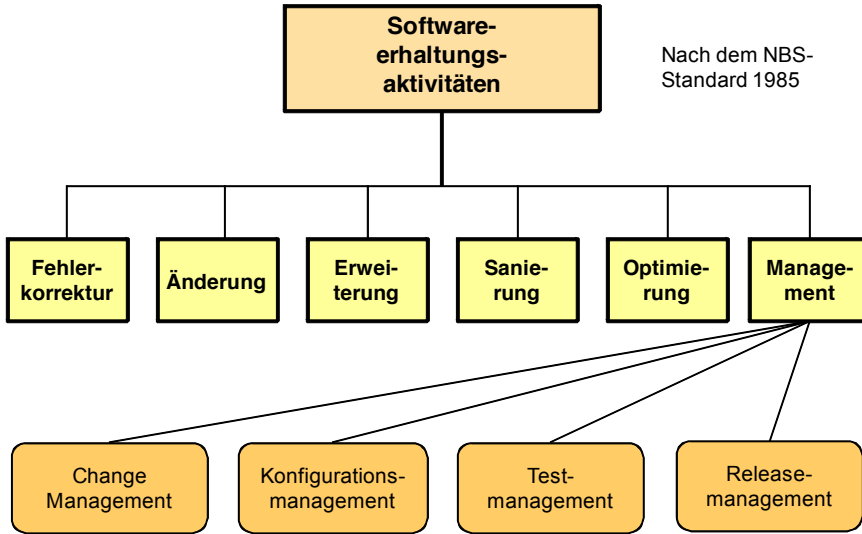 Software-
erhaltungs-
aktivitäten
Nach dem NBS-
Standard 1985
Fehler-
korrektur
Änderung
Erwei-
terung
Sanie-
rung
Optimie-
rung
Manage-
ment
Change
Management
Konfigurations-
management
Test-
management
Release-
management